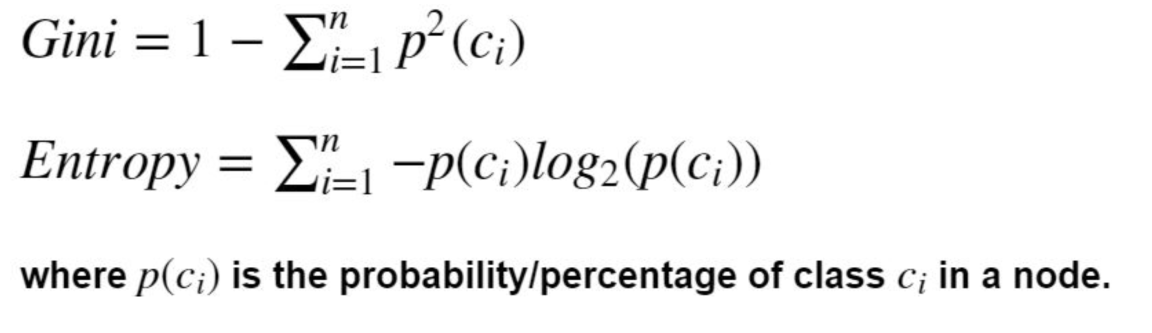 Gini = 1 − ∑ⁿᵢ₌₁ p²(cᵢ)
Entropy = ∑ⁿᵢ₌₁ −p(cᵢ)log₂(p(cᵢ))
where p(cᵢ) is the probability/percentage of class cᵢ in a node.